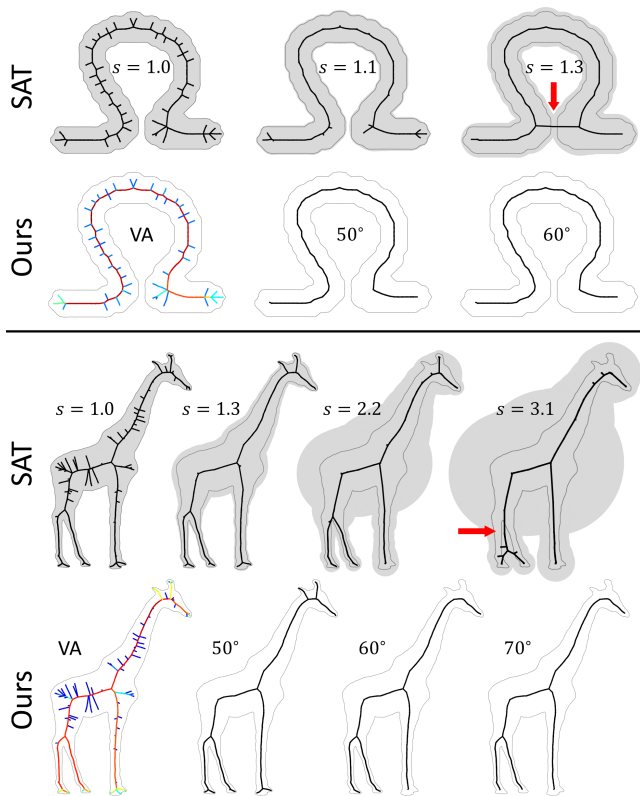 SAT
s = 1.0
s = 1.1
s = 1.3
Ours
VA
50°
60°
SAT
s = 1.0
s = 1.3
s = 2.2
s = 3.1
Ours
VA
50°
60°
70°